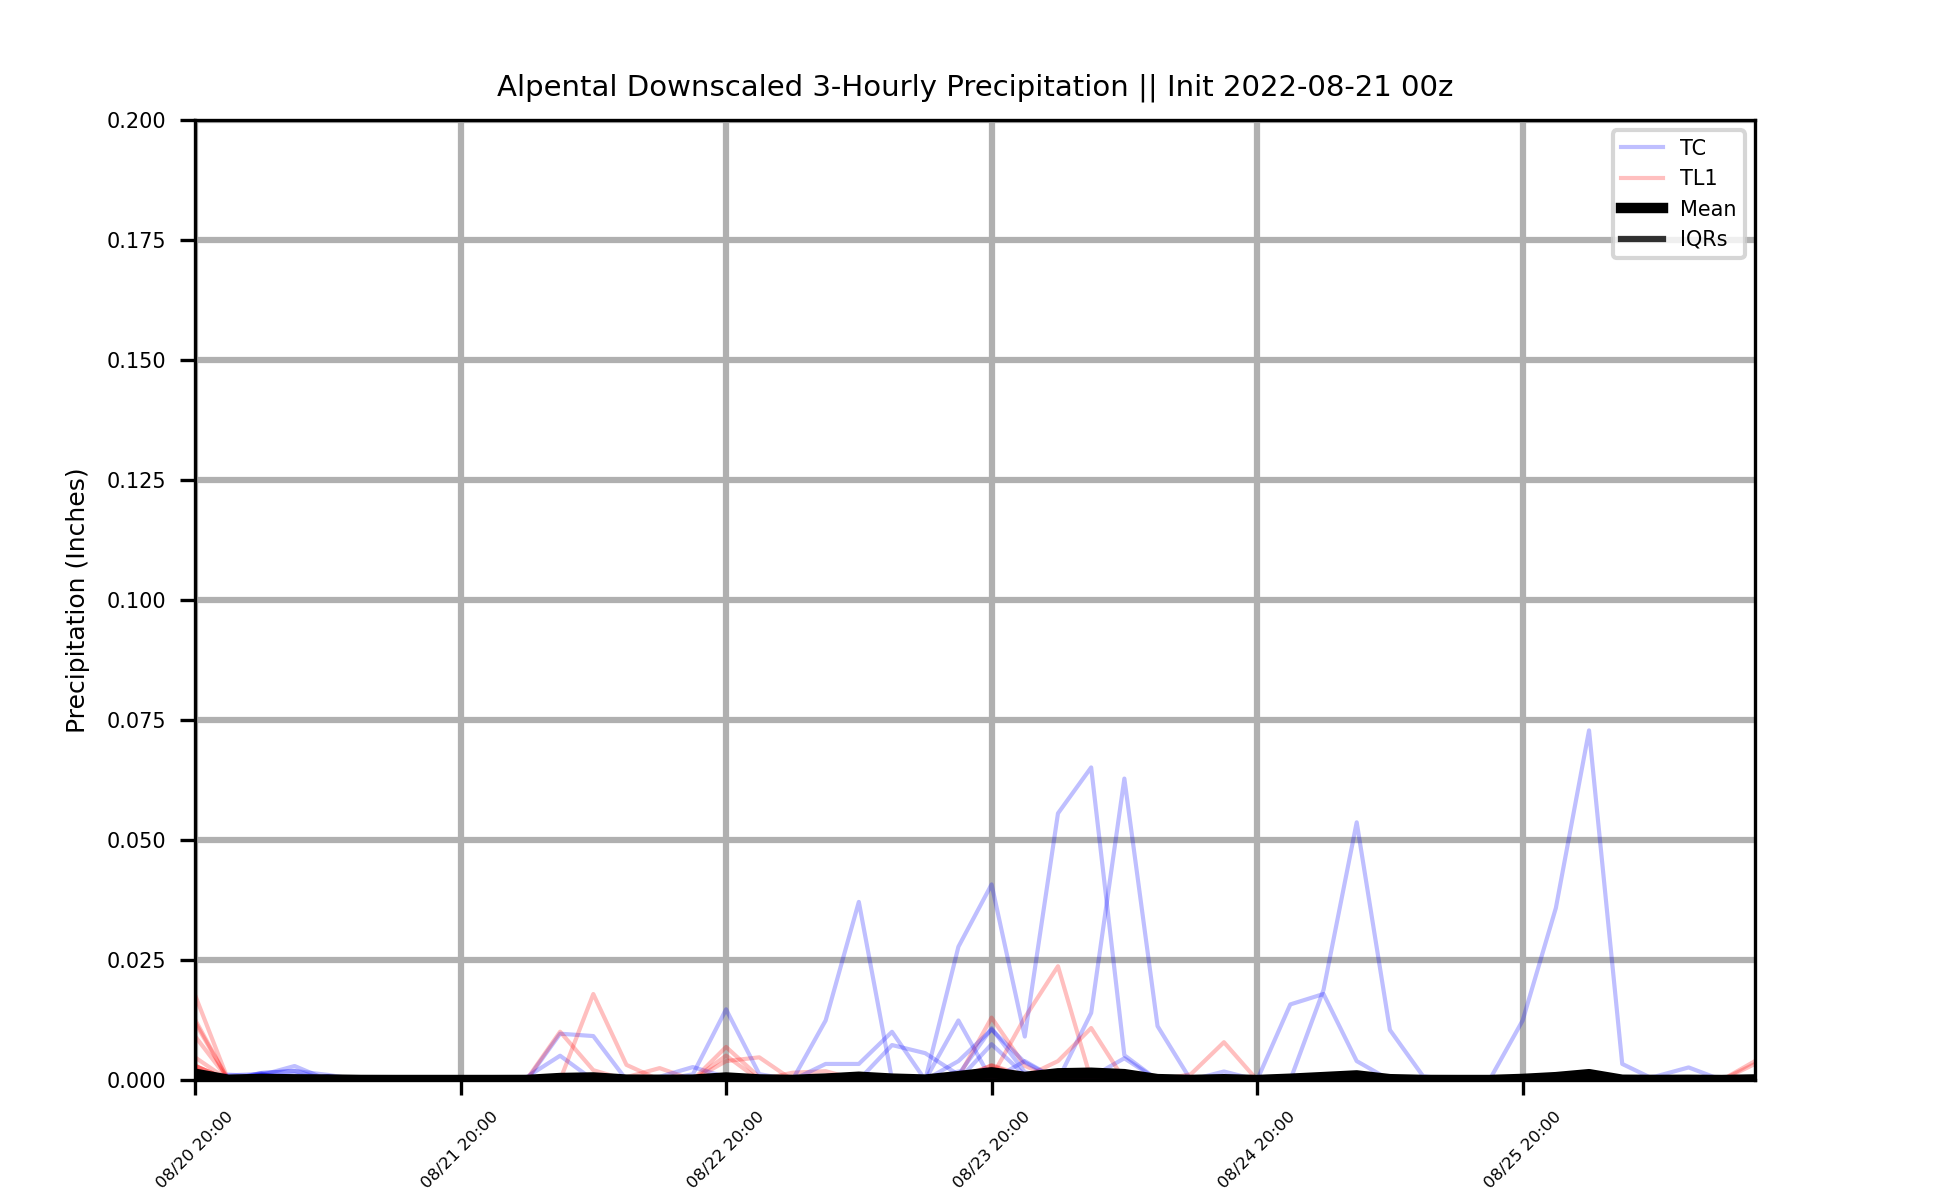 Alpental Downscaled 3-Hourly Precipitation || Init 2022-08-21 00z
TC
TL1
Mean
IQRs
Precipitation (Inches)
0.200
0.175
0.150
0.125
0.100
0.075
0.050
0.025
0.000
08/20 20:00
08/21 20:00
08/22 20:00
08/23 20:00
08/24 20:00
08/25 20:00